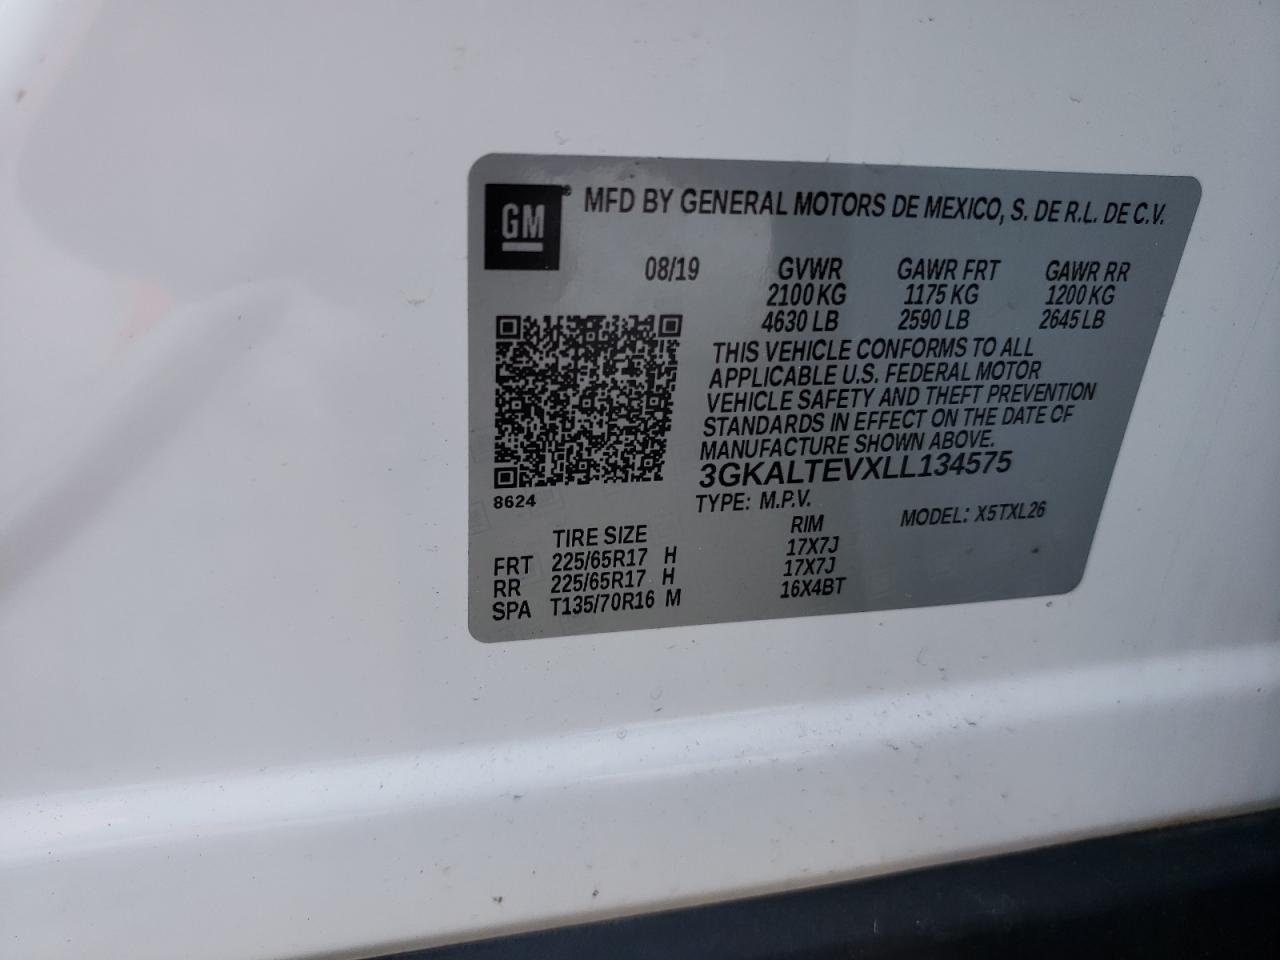 GM® MFD BY GENERAL MOTORS DE MEXICO, S. DE R.L. DE C.V.
08/19 GVWR GAWR FRT GAWR RR
2100 KG 1175 KG 1200 KG
4630 LB 2590 LB 2645 LB
THIS VEHICLE CONFORMS TO ALL
APPLICABLE U.S. FEDERAL MOTOR
VEHICLE SAFETY AND THEFT PREVENTION
STANDARDS IN EFFECT ON THE DATE OF
MANUFACTURE SHOWN ABOVE.
3GKALTEVXLL134575
8624
TYPE: M.P.V. MODEL: X5TXL26
TIRE SIZE RIM
FRT 225/65R17 H 17X7J
RR 225/65R17 H 17X7J
SPA T135/70R16 M 16X4BT